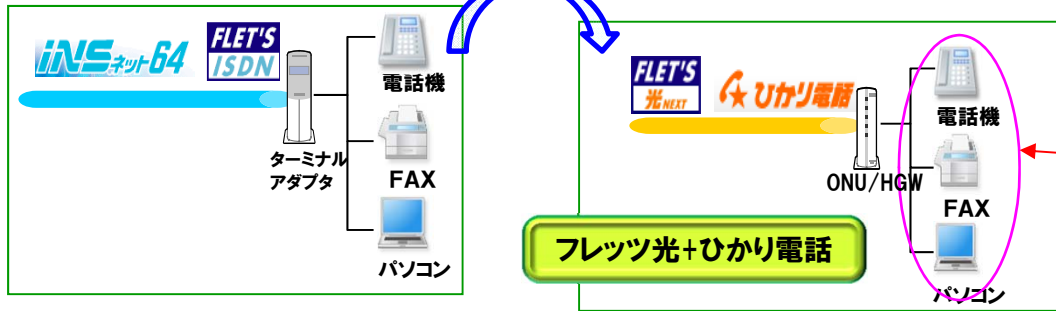 INSネット64
FLET'S
ISDN
電話機
ターミナル
アダプタ
FAX
パソコン
FLET'S
光NEXT
ひかり電話
電話機
ONU/HGW
FAX
フレッツ光+ひかり電話
パソコン